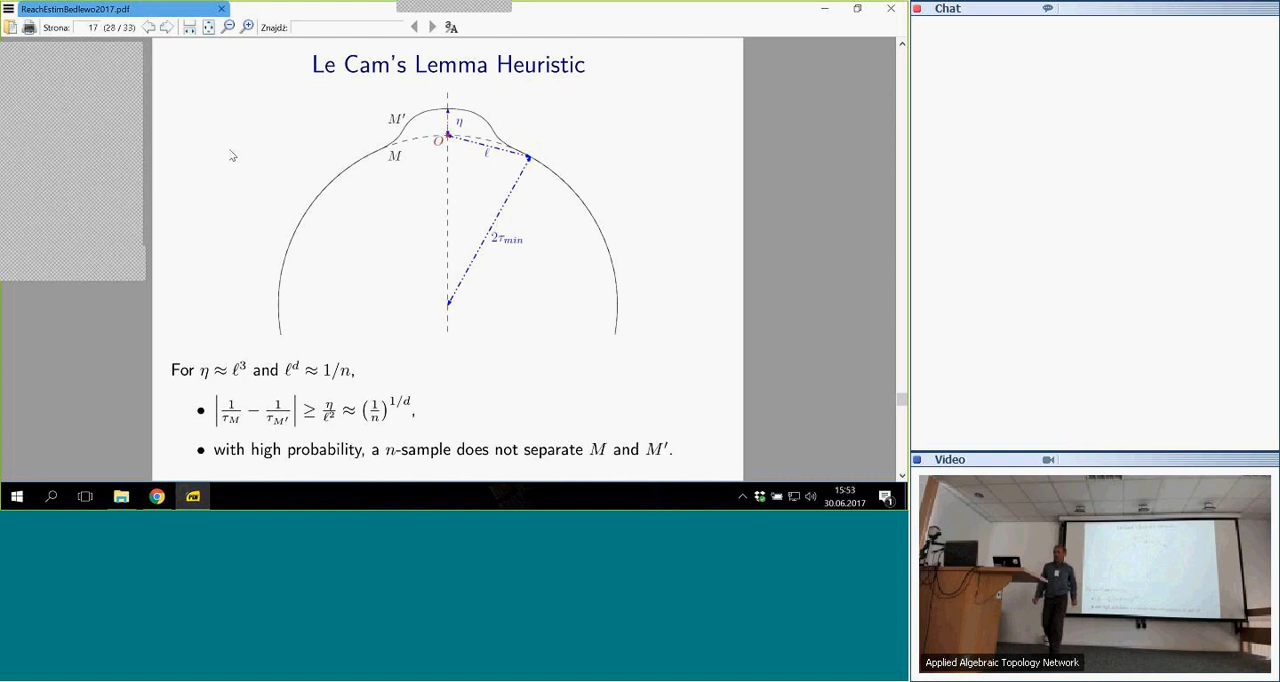 ReachEstimBedlewo2017.pdf
Strona: 17 (28 / 33) Znajdź:
Le Cam's Lemma Heuristic
M′
η
O
M
ℓ
2τ_min
For η ≈ ℓ³ and ℓᵈ ≈ 1/n,
• |1/τ_M − 1/τ_M′| ≥ η/ℓ² ≈ (1/n)^{1/d},
• with high probability, a n-sample does not separate M and M′.
15:53
30.06.2017
Chat
Video
Applied Algebraic Topology Network